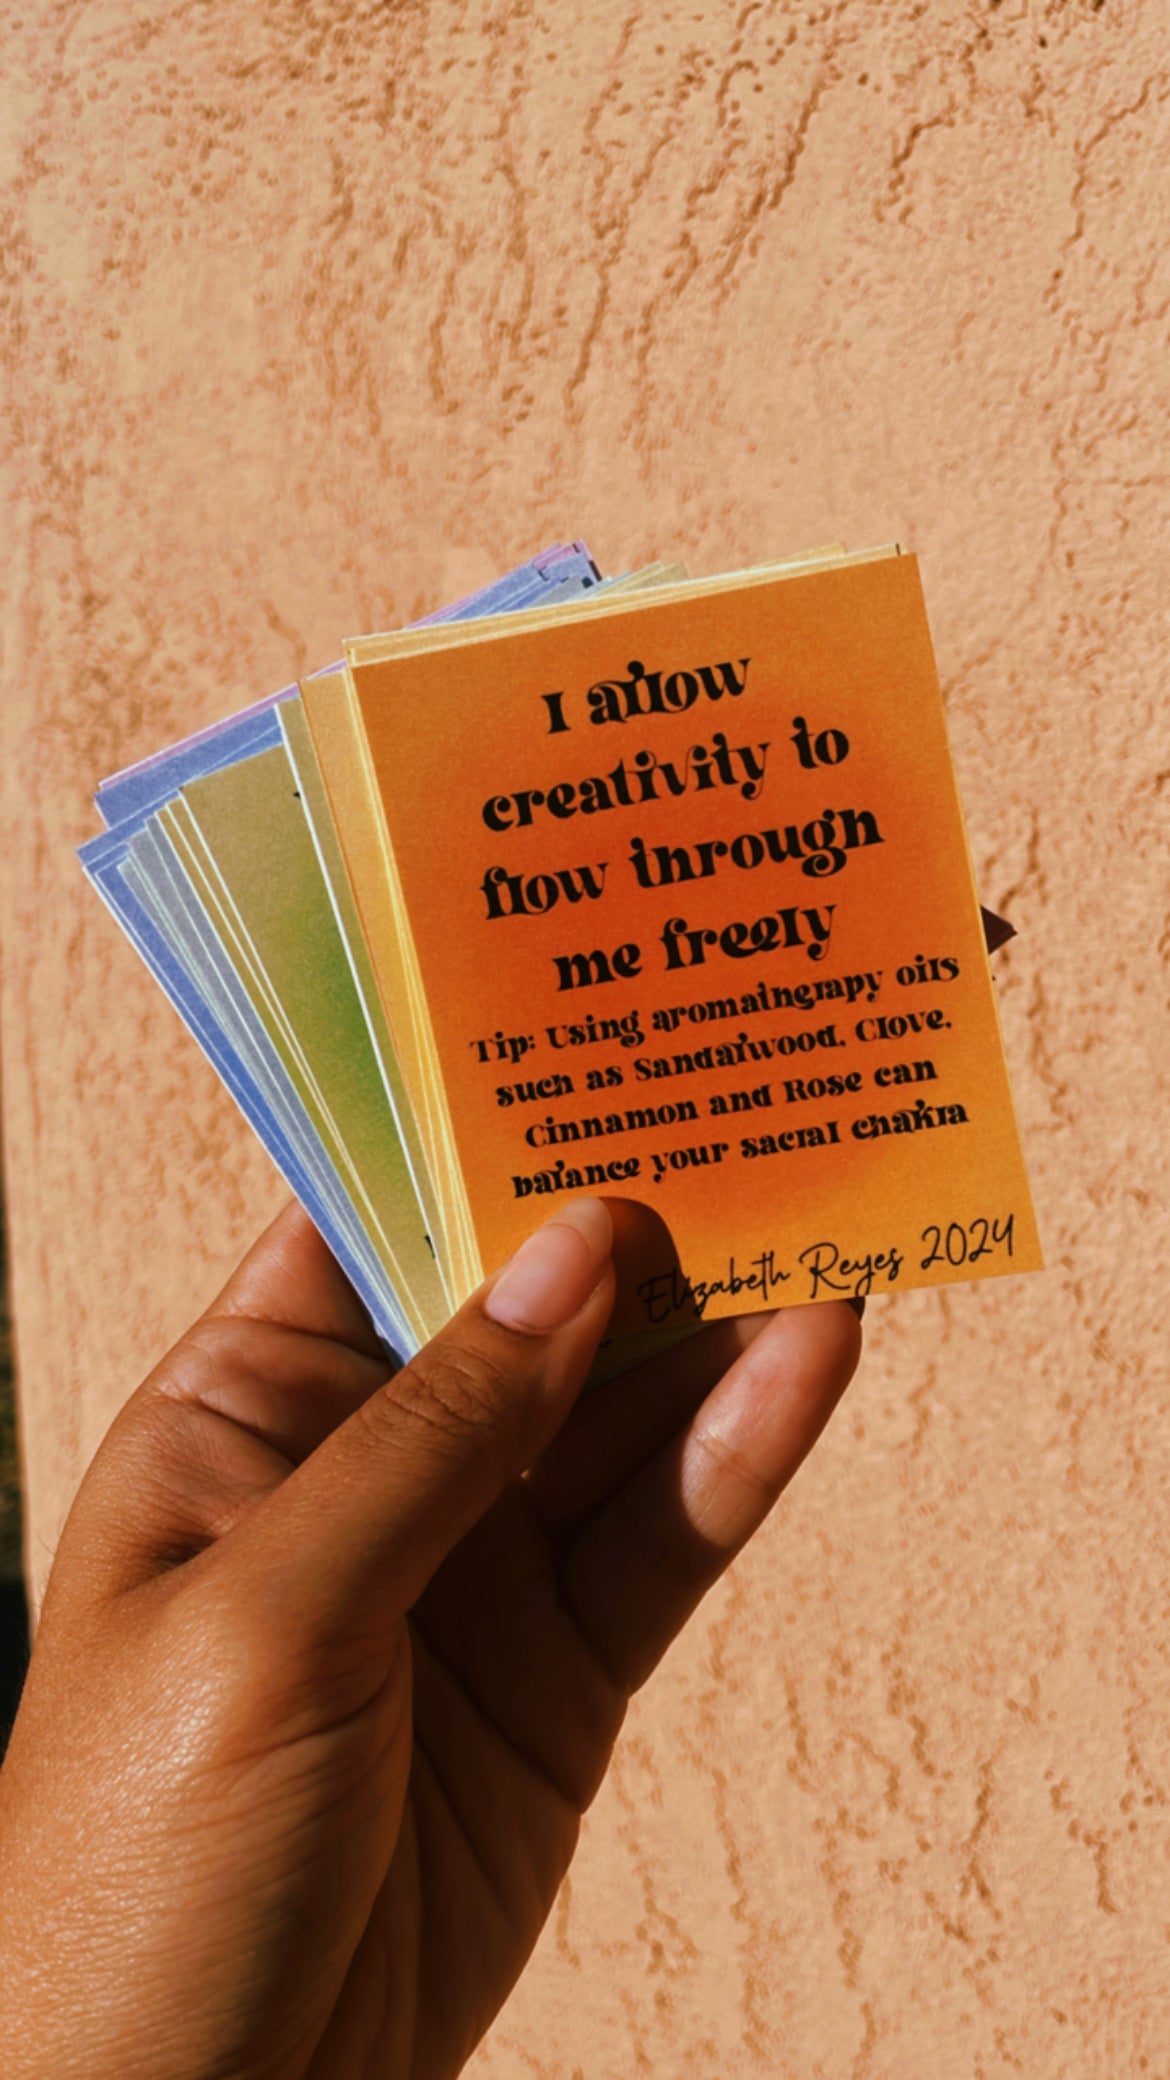 I allow
creativity to
flow through
me freely
Tip: Using aromatherapy oils
such as Sandalwood, Clove,
Cinnamon and Rose can
balance your sacral chakra
Elizabeth Reyes 2024